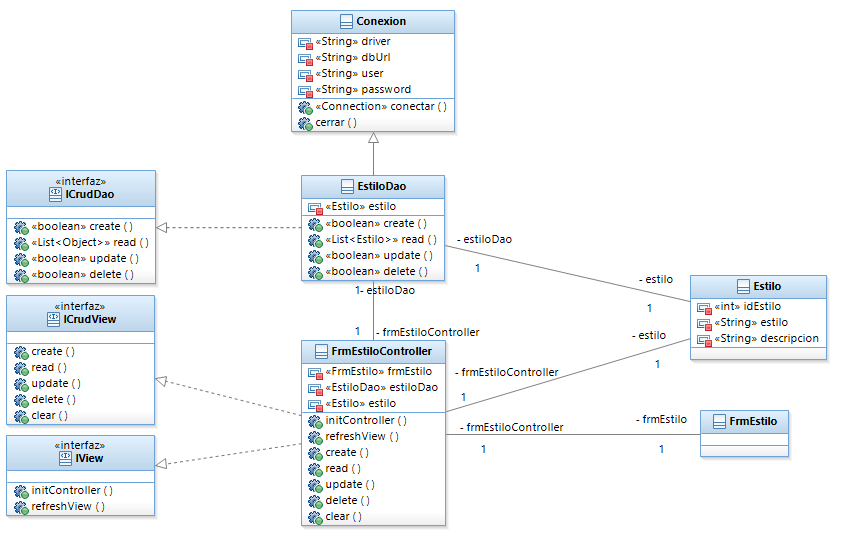 Conexion
«String» driver
«String» dbUrl
«String» user
«String» password
«Connection» conectar ( )
cerrar ( )
«interfaz»
ICrudDao
«boolean» create ( )
«List<Object>» read ( )
«boolean» update ( )
«boolean» delete ( )
EstiloDao
«Estilo» estilo
«boolean» create ( )
«List<Estilo>» read ( )
«boolean» update ( )
«boolean» delete ( )
- estiloDao
1
- estilo
1
Estilo
«int» idEstilo
«String» estilo
«String» descripcion
1- estiloDao
1 - frmEstiloController
«interfaz»
ICrudView
create ( )
read ( )
update ( )
delete ( )
clear ( )
FrmEstiloController
«FrmEstilo» frmEstilo
«EstiloDao» estiloDao
«Estilo» estilo
initController ( )
refreshView ( )
create ( )
read ( )
update ( )
delete ( )
clear ( )
- estilo
1
- frmEstiloController
1
- frmEstiloController
1
- frmEstilo
1
FrmEstilo
«interfaz»
IView
initController ( )
refreshView ( )